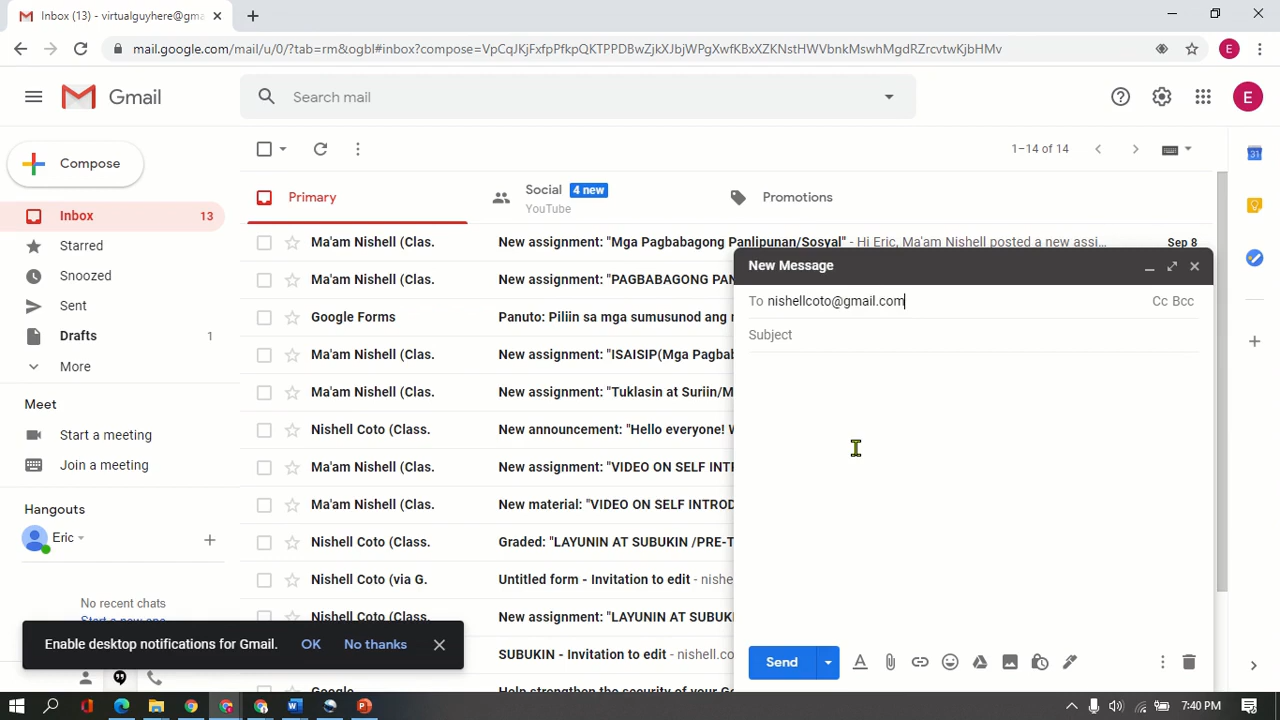 Inbox (13) - virtualguyhere@gma
mail.google.com/mail/u/0/?tab=rm&ogbl#inbox?compose=VpCqJKjFxfpPfkpQKTPPDBwZjkXJbjWPgXwfKBxXZKNstHWVbnkMswhMgdRZrcvtwKjbHMv
E
Gmail
Search mail
E
Compose
1–14 of 14
Inbox 13
Starred
Snoozed
Sent
Drafts 1
More
Meet
Start a meeting
Join a meeting
Hangouts
Eric
No recent chats
Primary
Social 4 new
YouTube
Promotions
Ma'am Nishell (Clas. New assignment: "Mga Pagbabagong Panlipunan/Sosyal" - Hi Eric, Ma'am Nishell posted a new assi... Sep 8
Ma'am Nishell (Clas. New assignment: "PAGBABAGONG PAN
Google Forms Panuto: Piliin sa mga sumusunod ang
Ma'am Nishell (Clas. New assignment: "ISAISIP(Mga Pagbab
Ma'am Nishell (Clas. New assignment: "Tuklasin at Suriin/M
Nishell Coto (Class. New announcement: "Hello everyone! W
Ma'am Nishell (Clas. New assignment: "VIDEO ON SELF INTR
Ma'am Nishell (Clas. New material: "VIDEO ON SELF INTROD
Nishell Coto (Class. Graded: "LAYUNIN AT SUBUKIN /PRE-T
Nishell Coto (via G. Untitled form - Invitation to edit - nishe
Nishell Coto (Class. New assignment: "LAYUNIN AT SUBUK
SUBUKIN - Invitation to edit - nishell.co
Google
New Message
To nishellcoto@gmail.com Cc Bcc
Subject
Send
Enable desktop notifications for Gmail. OK No thanks
31
7:40 PM